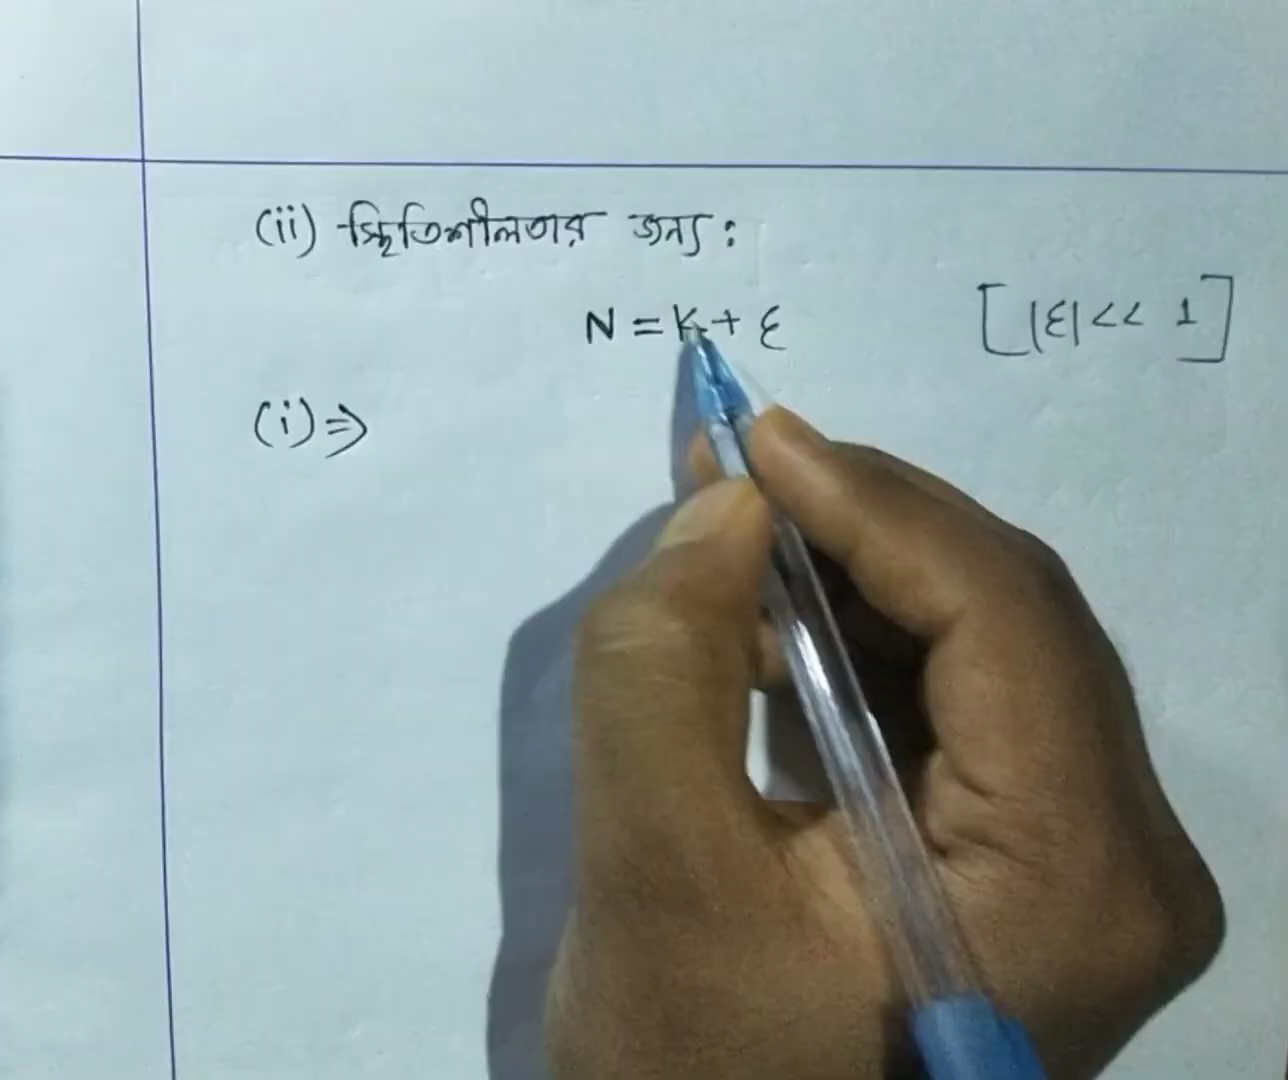 (ii) স্থিতিশীলতার জন্য :
N = K + ε [|ε| << 1]
(i) ⇒